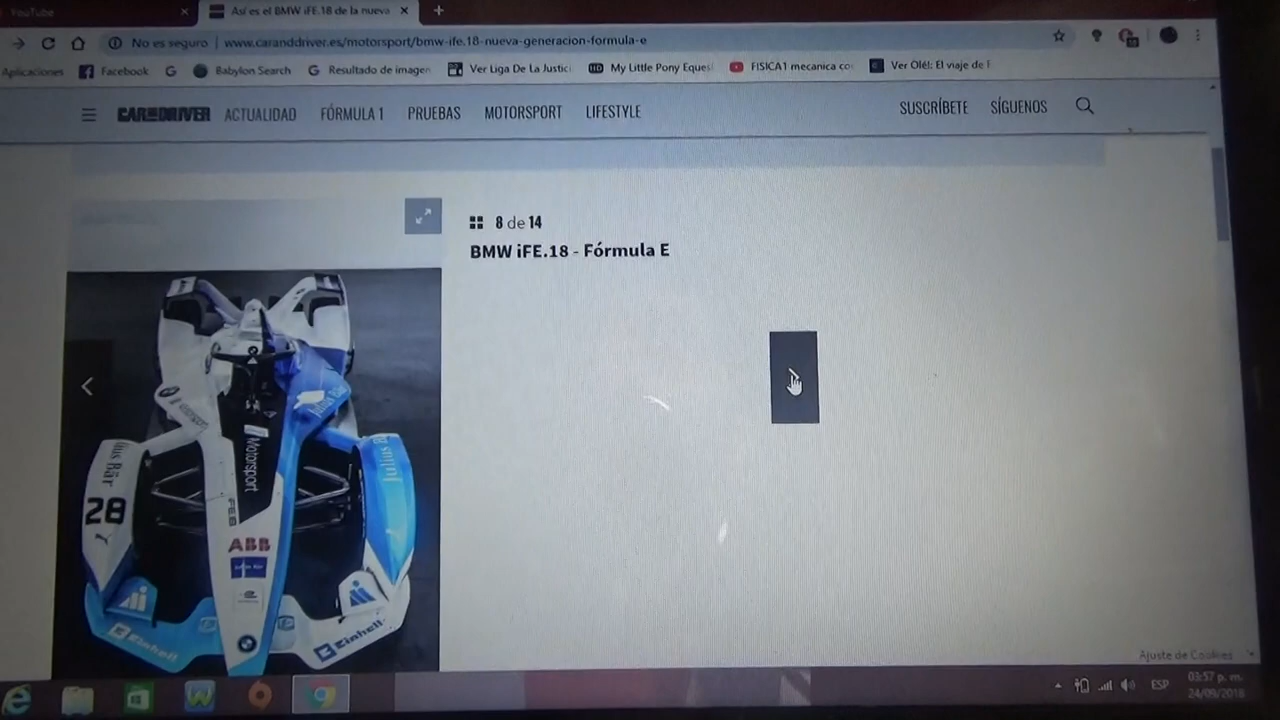 YouTube
Así es el BMW iFE.18 de la nueva
No es seguro | www.caranddriver.es/motorsport/bmw-ife.18-nueva-generacion-formula-e
Aplicaciones Facebook Babylon Search Resultado de imagen Ver Liga De La Justic HD My Little Pony Eques FISICA1 mecanica co Ver Olé!: El viaje de F
CAR AND DRIVER ACTUALIDAD FÓRMULA 1 PRUEBAS MOTORSPORT LIFESTYLE SUSCRÍBETE SÍGUENOS
8 de 14
BMW iFE.18 - Fórmula E
Motorsport
Julius Bär
28
ABB
Einhell
Einhell
Ajuste de Cookies
ESP
03:57 p. m.
24/09/2018